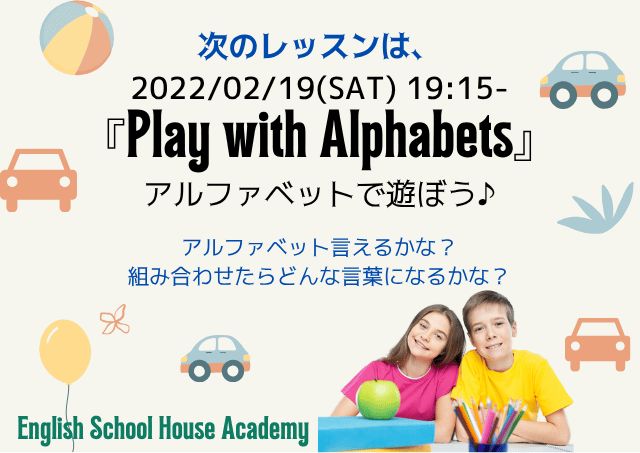 次のレッスンは、
2022/02/19(SAT) 19:15-
『Play with Alphabets』
アルファベットで遊ぼう♪
アルファベット言えるかな？
組み合わせたらどんな言葉になるかな？
English School House Academy